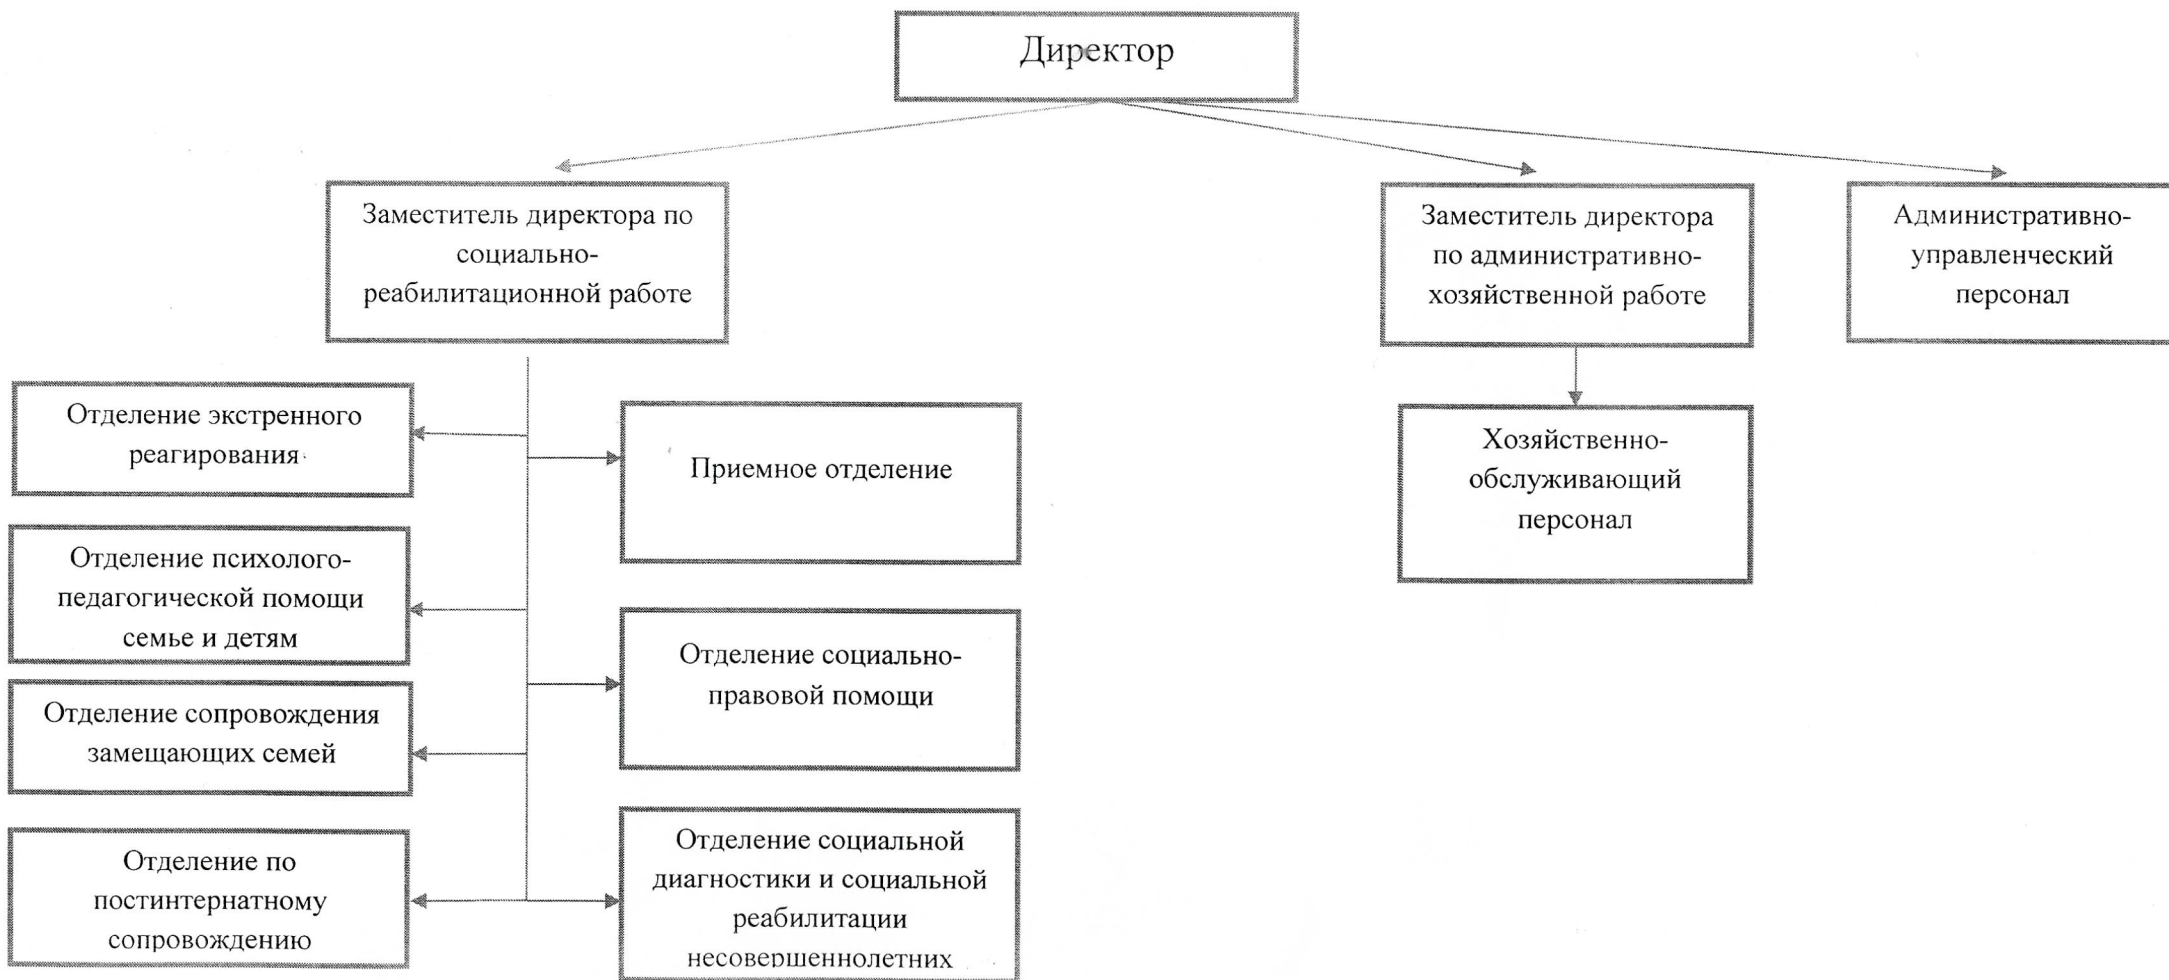 Директор
Заместитель директора по
социально-
реабилитационной работе
Заместитель директора
по административно-
хозяйственной работе
Административно-
управленческий
персонал
Отделение экстренного
реагирования
Приемное отделение
Хозяйственно-
обслуживающий
персонал
Отделение психолого-
педагогической помощи
семье и детям
Отделение социально-
правовой помощи
Отделение сопровождения
замещающих семей
Отделение по
постинтернатному
сопровождению
Отделение социальной
диагностики и социальной
реабилитации
несовершеннолетних